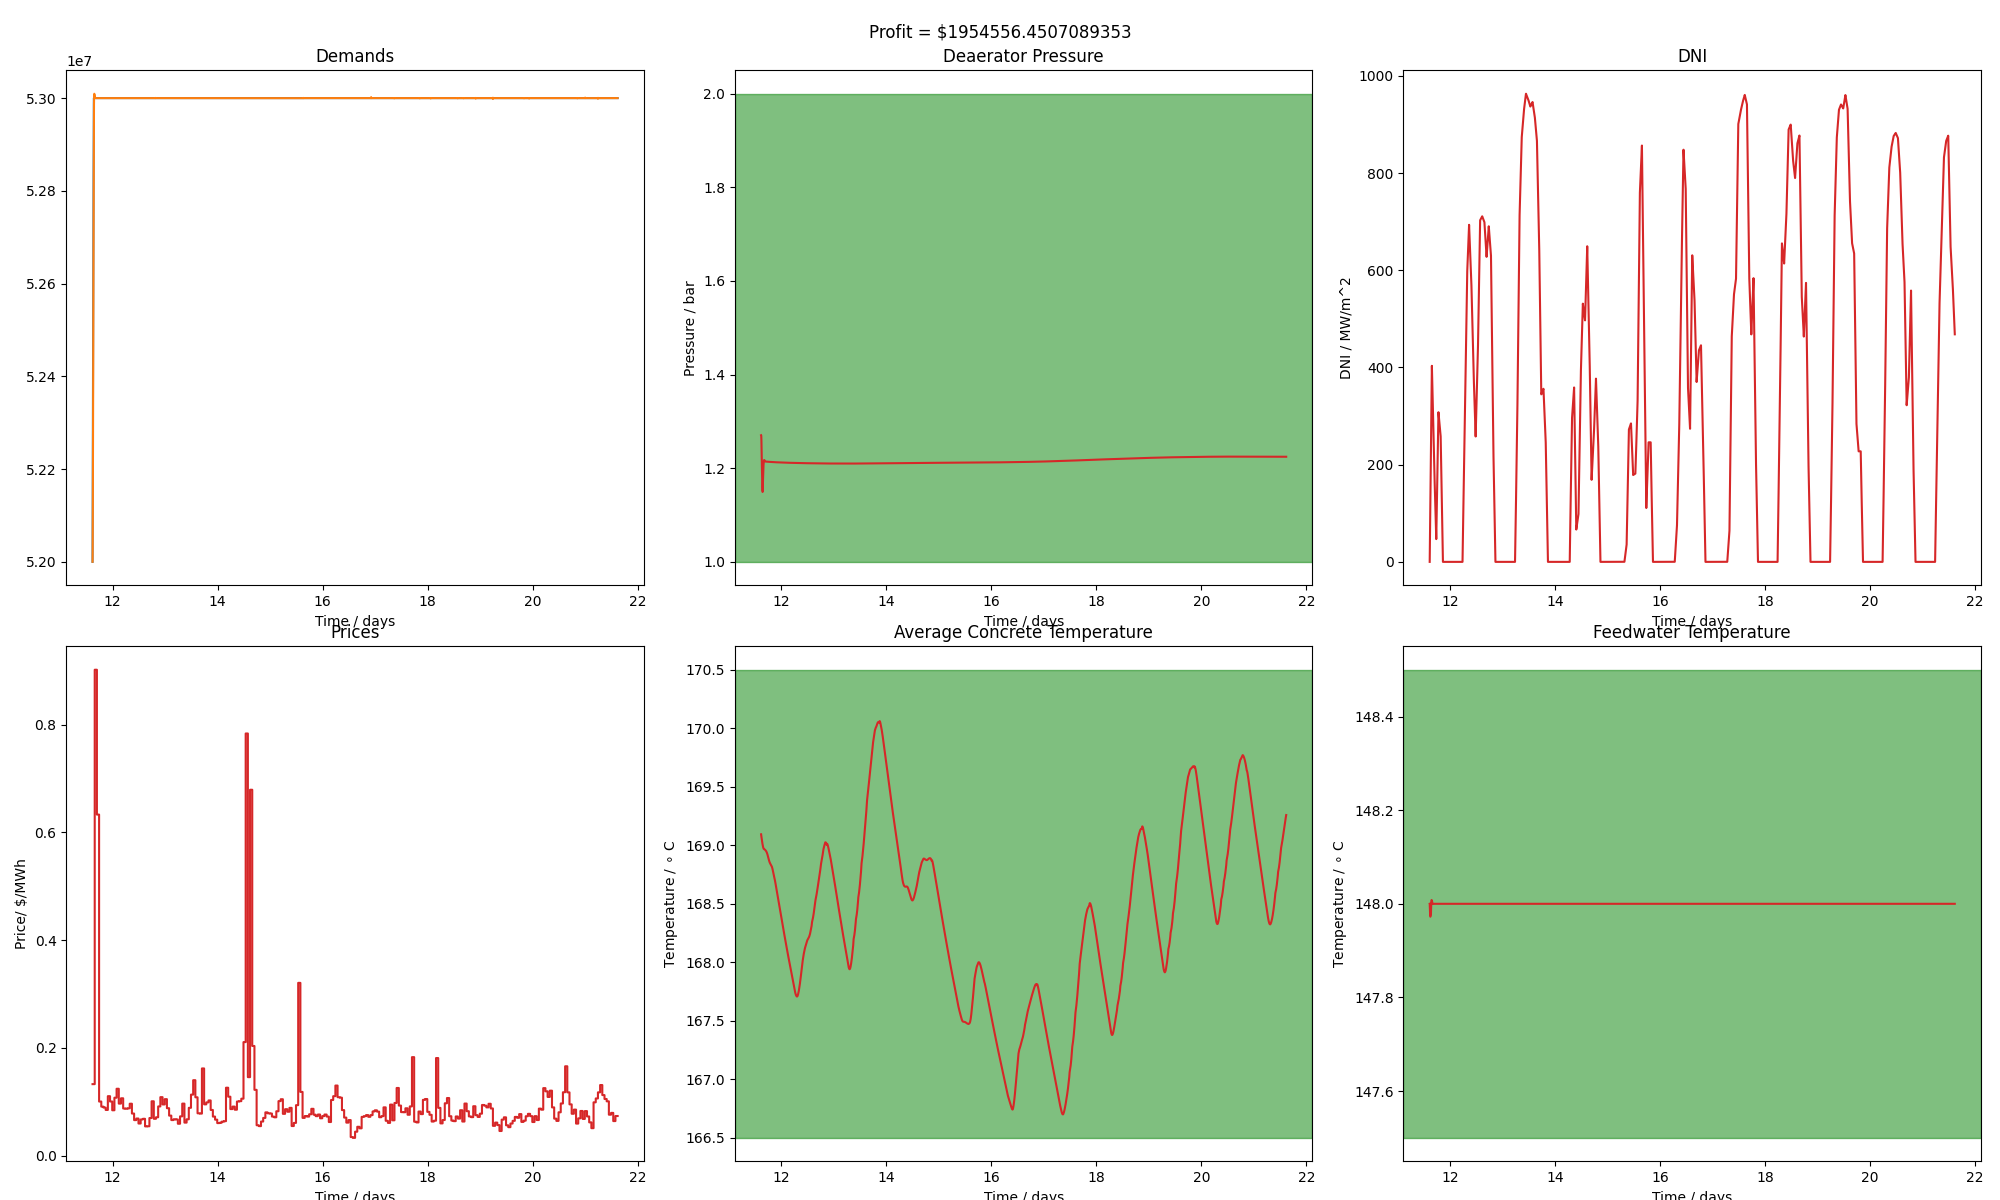 Profit = $1954556.4507089353
Demands
1e7
5.30
5.28
5.26
5.24
5.22
5.20
12 14 16 18 20 22
Time / days
Deaerator Pressure
Pressure / bar
2.0
1.8
1.6
1.4
1.2
1.0
12 14 16 18 20 22
Time / days
DNI
DNI / MW/m^2
1000
800
600
400
200
0
12 14 16 18 20 22
Time / days
Prices
Price/ $/MWh
0.8
0.6
0.4
0.2
0.0
12 14 16 18 20 22
Time / days
Average Concrete Temperature
Temperature / ∘ C
170.5
170.0
169.5
169.0
168.5
168.0
167.5
167.0
166.5
12 14 16 18 20 22
Time / days
Feedwater Temperature
Temperature / ∘ C
148.4
148.2
148.0
147.8
147.6
12 14 16 18 20 22
Time / days